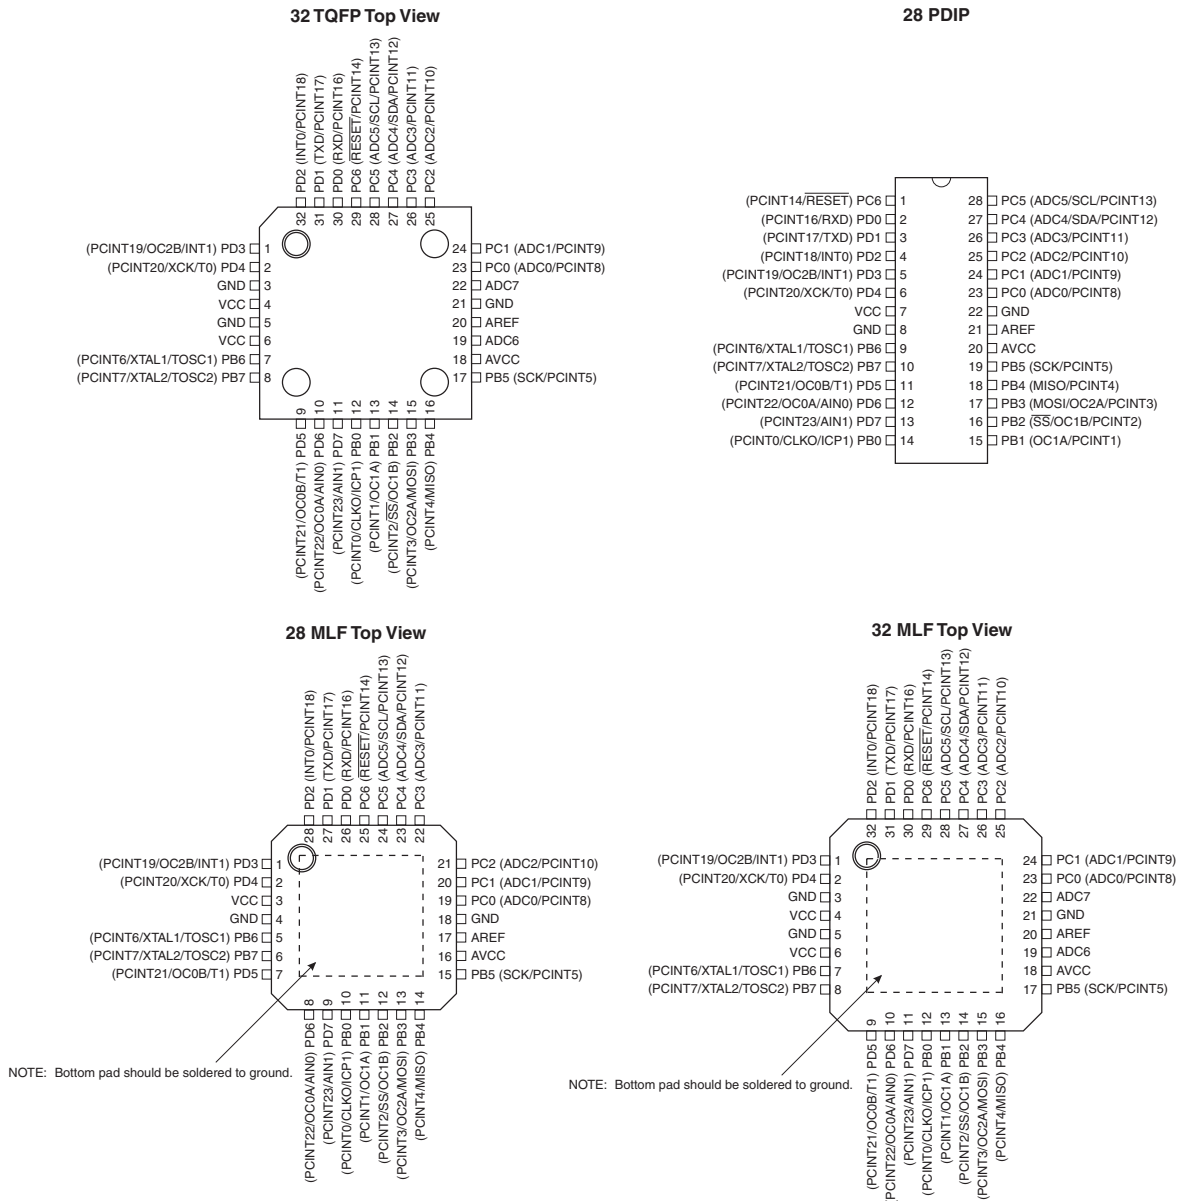 32 TQFP Top View
32 PD2 (INT0/PCINT18)
31 PD1 (TXD/PCINT17)
30 PD0 (RXD/PCINT16)
29 PC6 (RESET/PCINT14)
28 PC5 (ADC5/SCL/PCINT13)
27 PC4 (ADC4/SDA/PCINT12)
26 PC3 (ADC3/PCINT11)
25 PC2 (ADC2/PCINT10)
(PCINT19/OC2B/INT1) PD3 1
(PCINT20/XCK/T0) PD4 2
GND 3
VCC 4
GND 5
VCC 6
(PCINT6/XTAL1/TOSC1) PB6 7
(PCINT7/XTAL2/TOSC2) PB7 8
24 PC1 (ADC1/PCINT9)
23 PC0 (ADC0/PCINT8)
22 ADC7
21 GND
20 AREF
19 ADC6
18 AVCC
17 PB5 (SCK/PCINT5)
(PCINT21/OC0B/T1) PD5 9
(PCINT22/OC0A/AIN0) PD6 10
(PCINT23/AIN1) PD7 11
(PCINT0/CLKO/ICP1) PB0 12
(PCINT1/OC1A) PB1 13
(PCINT2/SS/OC1B) PB2 14
(PCINT3/OC2A/MOSI) PB3 15
(PCINT4/MISO) PB4 16
28 PDIP
(PCINT14/RESET) PC6 1
(PCINT16/RXD) PD0 2
(PCINT17/TXD) PD1 3
(PCINT18/INT0) PD2 4
(PCINT19/OC2B/INT1) PD3 5
(PCINT20/XCK/T0) PD4 6
VCC 7
GND 8
(PCINT6/XTAL1/TOSC1) PB6 9
(PCINT7/XTAL2/TOSC2) PB7 10
(PCINT21/OC0B/T1) PD5 11
(PCINT22/OC0A/AIN0) PD6 12
(PCINT23/AIN1) PD7 13
(PCINT0/CLKO/ICP1) PB0 14
28 PC5 (ADC5/SCL/PCINT13)
27 PC4 (ADC4/SDA/PCINT12)
26 PC3 (ADC3/PCINT11)
25 PC2 (ADC2/PCINT10)
24 PC1 (ADC1/PCINT9)
23 PC0 (ADC0/PCINT8)
22 GND
21 AREF
20 AVCC
19 PB5 (SCK/PCINT5)
18 PB4 (MISO/PCINT4)
17 PB3 (MOSI/OC2A/PCINT3)
16 PB2 (SS/OC1B/PCINT2)
15 PB1 (OC1A/PCINT1)
28 MLF Top View
28 PD2 (INT0/PCINT18)
27 PD1 (TXD/PCINT17)
26 PD0 (RXD/PCINT16)
25 PC6 (RESET/PCINT14)
24 PC5 (ADC5/SCL/PCINT13)
23 PC4 (ADC4/SDA/PCINT12)
22 PC3 (ADC3/PCINT11)
(PCINT19/OC2B/INT1) PD3 1
(PCINT20/XCK/T0) PD4 2
VCC 3
GND 4
(PCINT6/XTAL1/TOSC1) PB6 5
(PCINT7/XTAL2/TOSC2) PB7 6
(PCINT21/OC0B/T1) PD5 7
21 PC2 (ADC2/PCINT10)
20 PC1 (ADC1/PCINT9)
19 PC0 (ADC0/PCINT8)
18 GND
17 AREF
16 AVCC
15 PB5 (SCK/PCINT5)
(PCINT22/OC0A/AIN0) PD6 8
(PCINT23/AIN1) PD7 9
(PCINT0/CLKO/ICP1) PB0 10
(PCINT1/OC1A) PB1 11
(PCINT2/SS/OC1B) PB2 12
(PCINT3/OC2A/MOSI) PB3 13
(PCINT4/MISO) PB4 14
NOTE: Bottom pad should be soldered to ground.
32 MLF Top View
32 PD2 (INT0/PCINT18)
31 PD1 (TXD/PCINT17)
30 PD0 (RXD/PCINT16)
29 PC6 (RESET/PCINT14)
28 PC5 (ADC5/SCL/PCINT13)
27 PC4 (ADC4/SDA/PCINT12)
26 PC3 (ADC3/PCINT11)
25 PC2 (ADC2/PCINT10)
(PCINT19/OC2B/INT1) PD3 1
(PCINT20/XCK/T0) PD4 2
GND 3
VCC 4
GND 5
VCC 6
(PCINT6/XTAL1/TOSC1) PB6 7
(PCINT7/XTAL2/TOSC2) PB7 8
24 PC1 (ADC1/PCINT9)
23 PC0 (ADC0/PCINT8)
22 ADC7
21 GND
20 AREF
19 ADC6
18 AVCC
17 PB5 (SCK/PCINT5)
(PCINT21/OC0B/T1) PD5 9
(PCINT22/OC0A/AIN0) PD6 10
(PCINT23/AIN1) PD7 11
(PCINT0/CLKO/ICP1) PB0 12
(PCINT1/OC1A) PB1 13
(PCINT2/SS/OC1B) PB2 14
(PCINT3/OC2A/MOSI) PB3 15
(PCINT4/MISO) PB4 16
NOTE: Bottom pad should be soldered to ground.